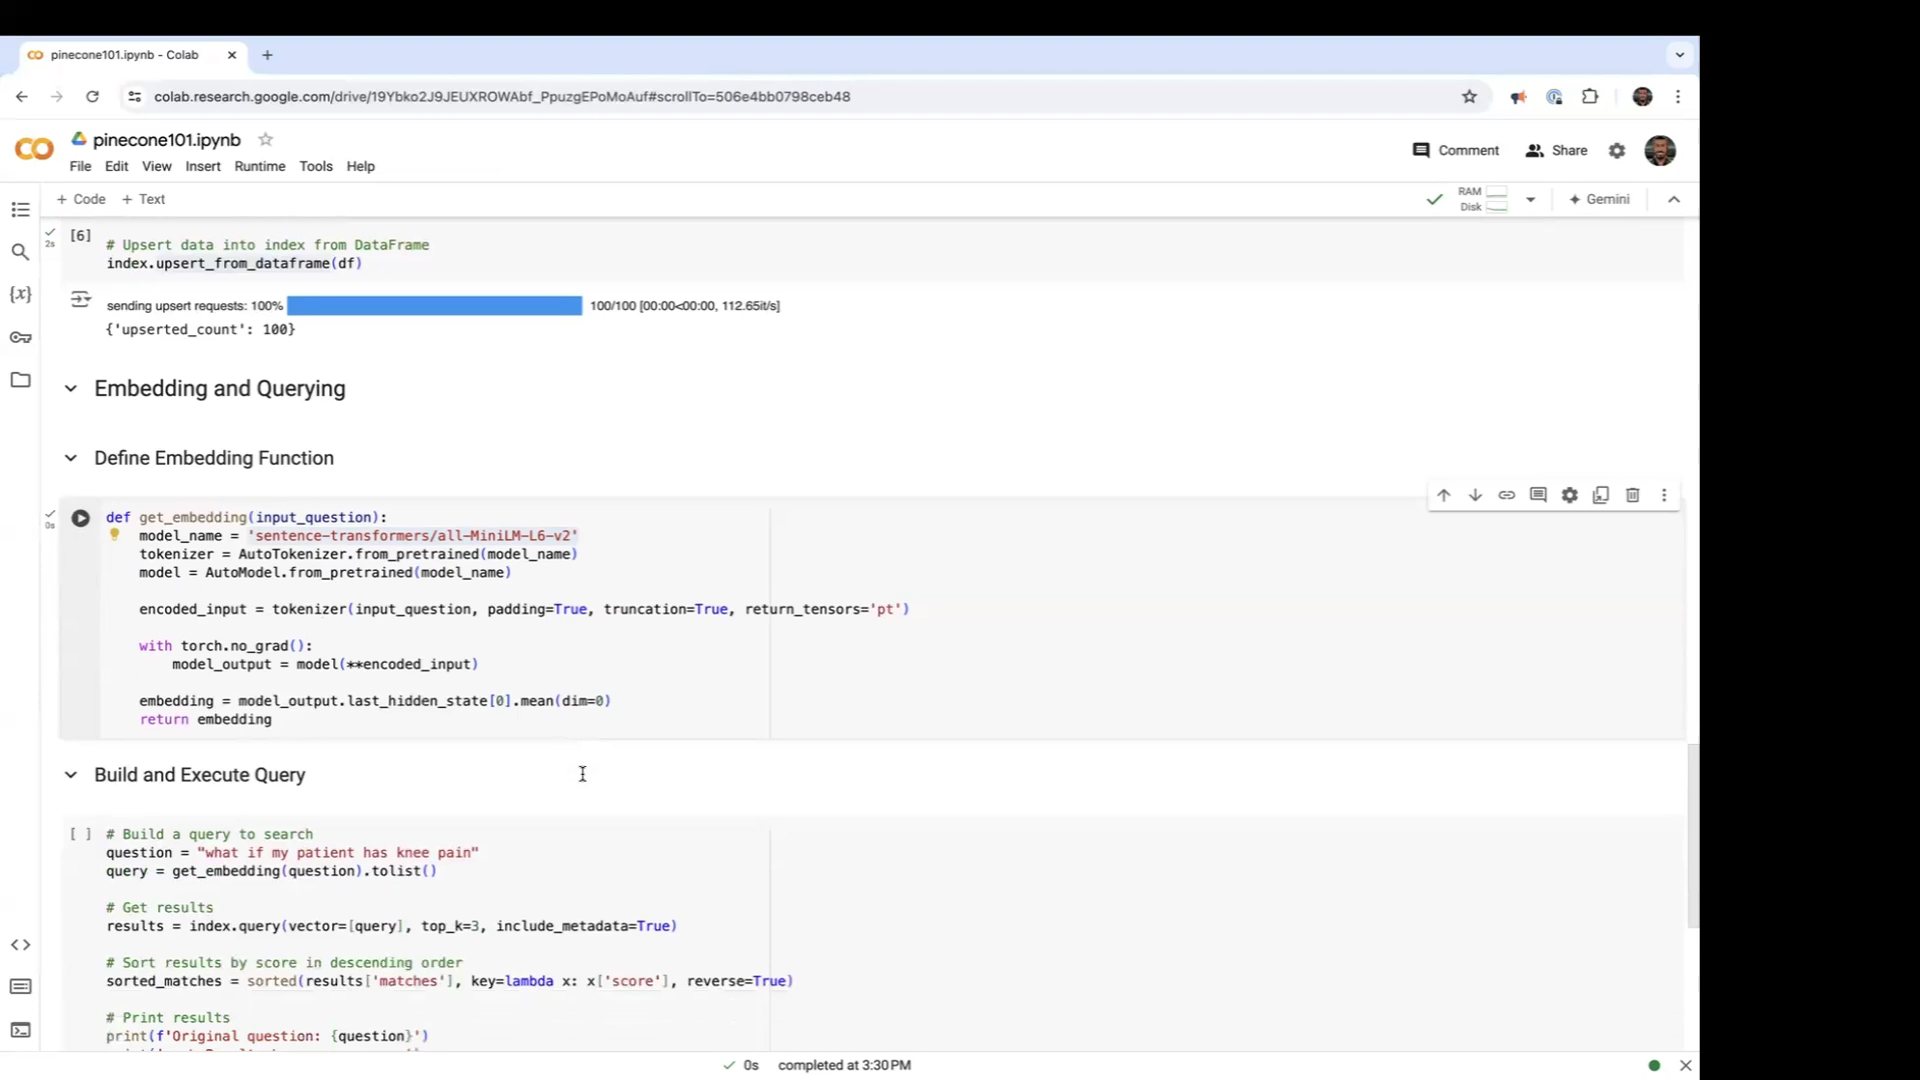 pinecone101.ipynb - Colab
colab.research.google.com/drive/19Ybko2J9JEUXROWAbf_PpuzgEPoMoAuf#scrollTo=506e4bb0798ceb48
pinecone101.ipynb
File Edit View Insert Runtime Tools Help
Comment Share
+ Code + Text
RAM
Disk
Gemini
[6]
2s
# Upsert data into index from DataFrame
index.upsert_from_dataframe(df)
sending upsert requests: 100% 100/100 [00:00<00:00, 112.65it/s]
{'upserted_count': 100}
Embedding and Querying
Define Embedding Function
0s
def get_embedding(input_question):
model_name = 'sentence-transformers/all-MiniLM-L6-v2'
tokenizer = AutoTokenizer.from_pretrained(model_name)
model = AutoModel.from_pretrained(model_name)
encoded_input = tokenizer(input_question, padding=True, truncation=True, return_tensors='pt')
with torch.no_grad():
model_output = model(**encoded_input)
embedding = model_output.last_hidden_state[0].mean(dim=0)
return embedding
Build and Execute Query
[ ] # Build a query to search
question = "what if my patient has knee pain"
query = get_embedding(question).tolist()
# Get results
results = index.query(vector=[query], top_k=3, include_metadata=True)
# Sort results by score in descending order
sorted_matches = sorted(results['matches'], key=lambda x: x['score'], reverse=True)
# Print results
print(f'Original question: {question}')
0s completed at 3:30 PM